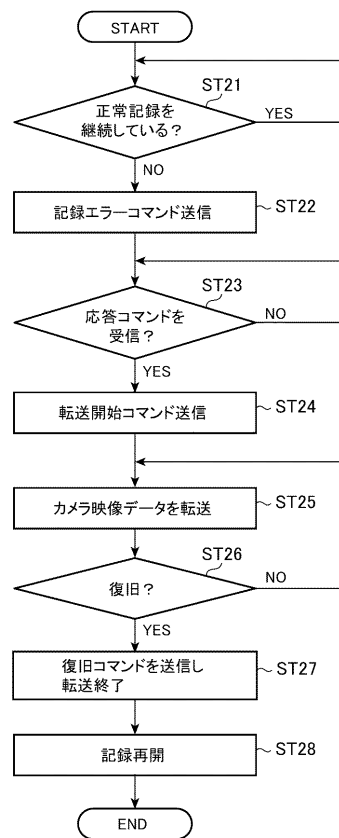 START
ST21
正常記録を
継続している？
YES
NO
記録エラーコマンド送信
ST22
ST23
応答コマンドを
受信？
NO
YES
転送開始コマンド送信
ST24
カメラ映像データを転送
ST25
ST26
復旧？
NO
YES
復旧コマンドを送信し
転送終了
ST27
記録再開
ST28
END